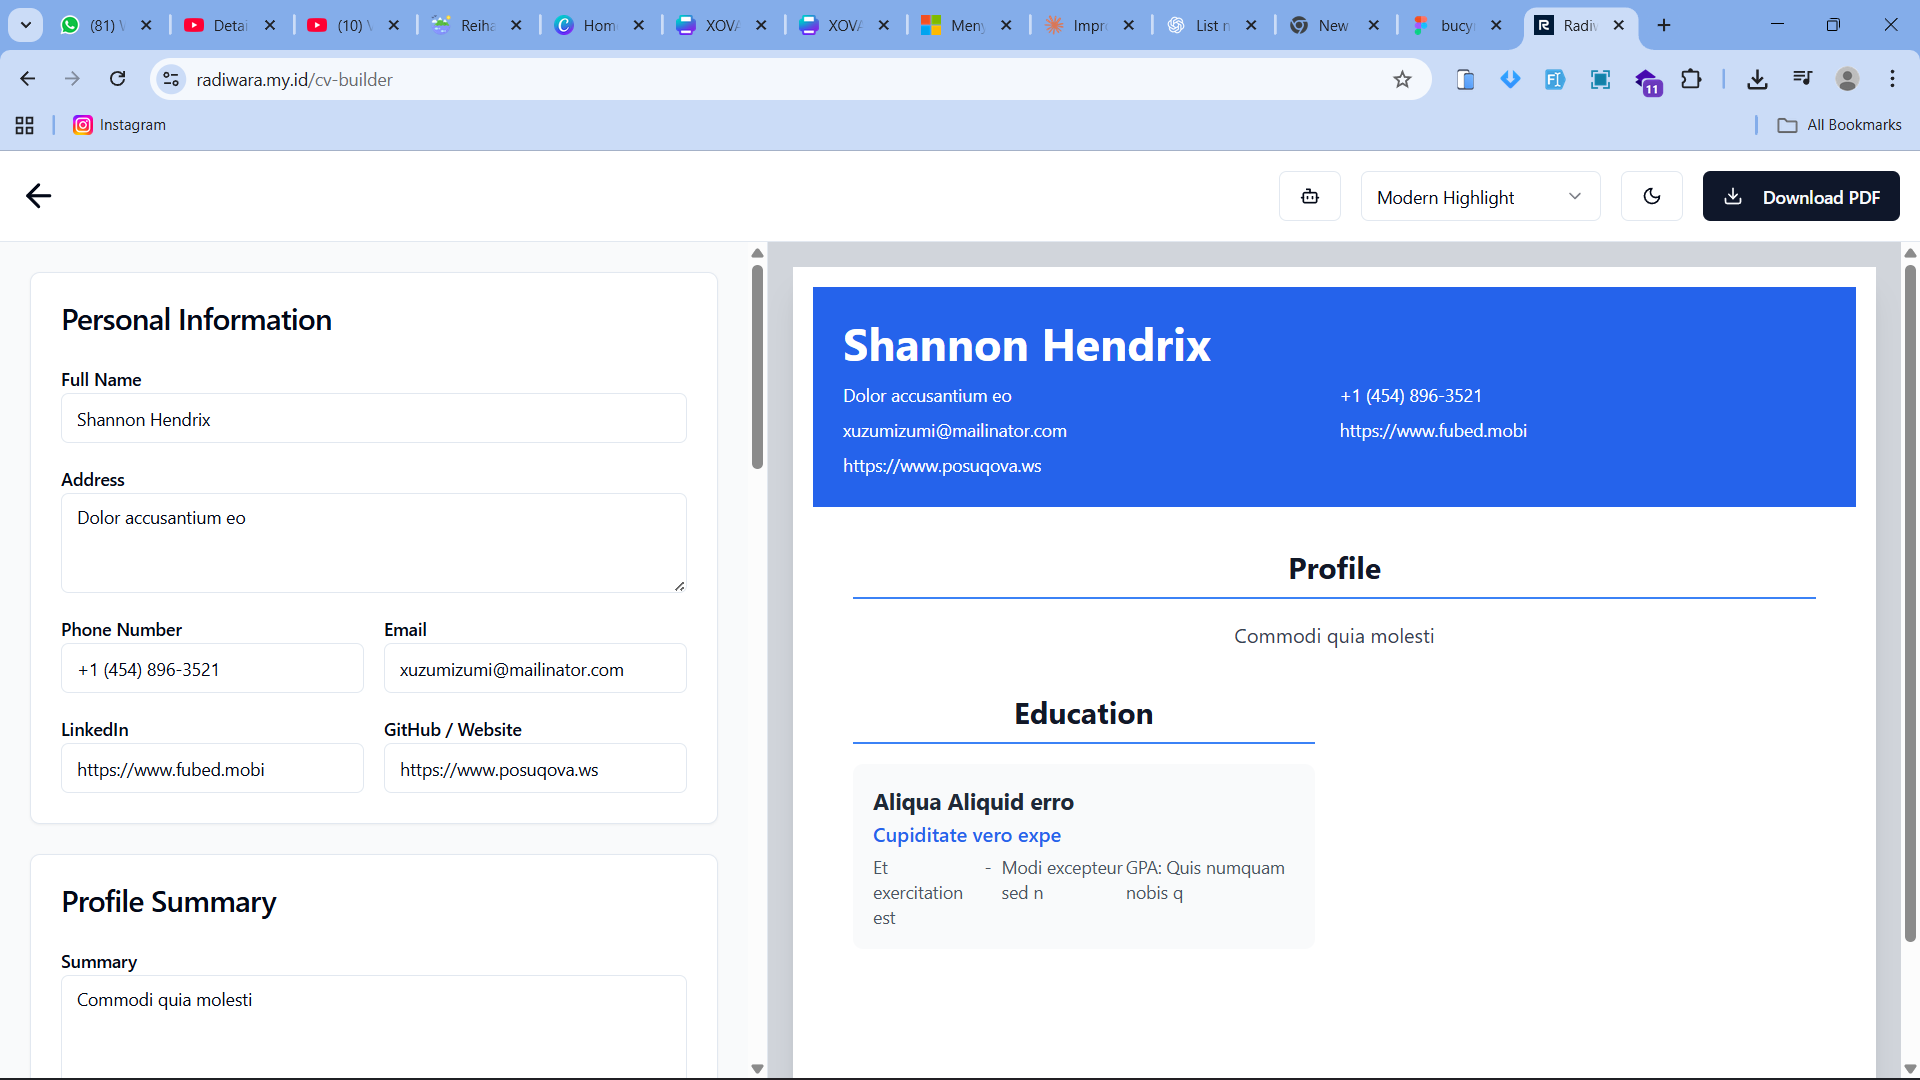 (81)
Detai
(10)
Reiha
Home
XOVA
XOVA
Meny
Impro
List n
New
bucy
Radiw
radiwara.my.id/cv-builder
11
Instagram
All Bookmarks
Modern Highlight
Download PDF
Personal Information
Full Name
Shannon Hendrix
Address
Dolor accusantium eo
Phone Number
Email
+1 (454) 896-3521
xuzumizumi@mailinator.com
LinkedIn
GitHub / Website
https://www.fubed.mobi
https://www.posuqova.ws
Profile Summary
Summary
Commodi quia molesti
Shannon Hendrix
Dolor accusantium eo
+1 (454) 896-3521
xuzumizumi@mailinator.com
https://www.fubed.mobi
https://www.posuqova.ws
Profile
Commodi quia molesti
Education
Aliqua Aliquid erro
Cupiditate vero expe
Et - Modi excepteur GPA: Quis numquam
exercitation sed n nobis q
est